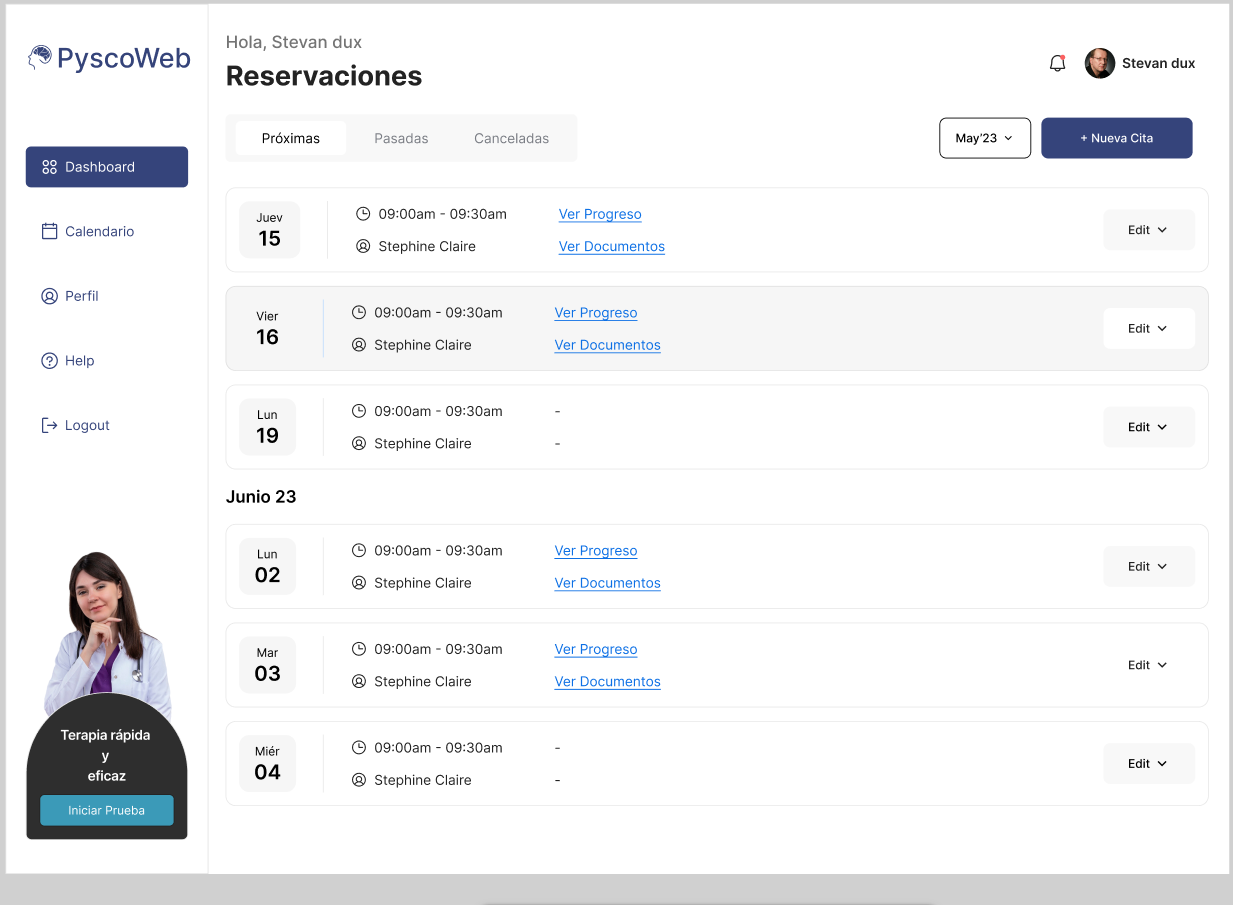 PyscoWeb
Hola, Stevan dux
Reservaciones
Stevan dux
Dashboard
Calendario
Perfil
Help
Logout
Próximas
Pasadas
Canceladas
May'23
+ Nueva Cita
Juev
15
09:00am - 09:30am
Stephine Claire
Ver Progreso
Ver Documentos
Edit
Vier
16
09:00am - 09:30am
Stephine Claire
Ver Progreso
Ver Documentos
Edit
Lun
19
09:00am - 09:30am
Stephine Claire
-
-
Edit
Junio 23
Lun
02
09:00am - 09:30am
Stephine Claire
Ver Progreso
Ver Documentos
Edit
Mar
03
09:00am - 09:30am
Stephine Claire
Ver Progreso
Ver Documentos
Edit
Miér
04
09:00am - 09:30am
Stephine Claire
-
-
Edit
Terapia rápida
y
eficaz
Iniciar Prueba